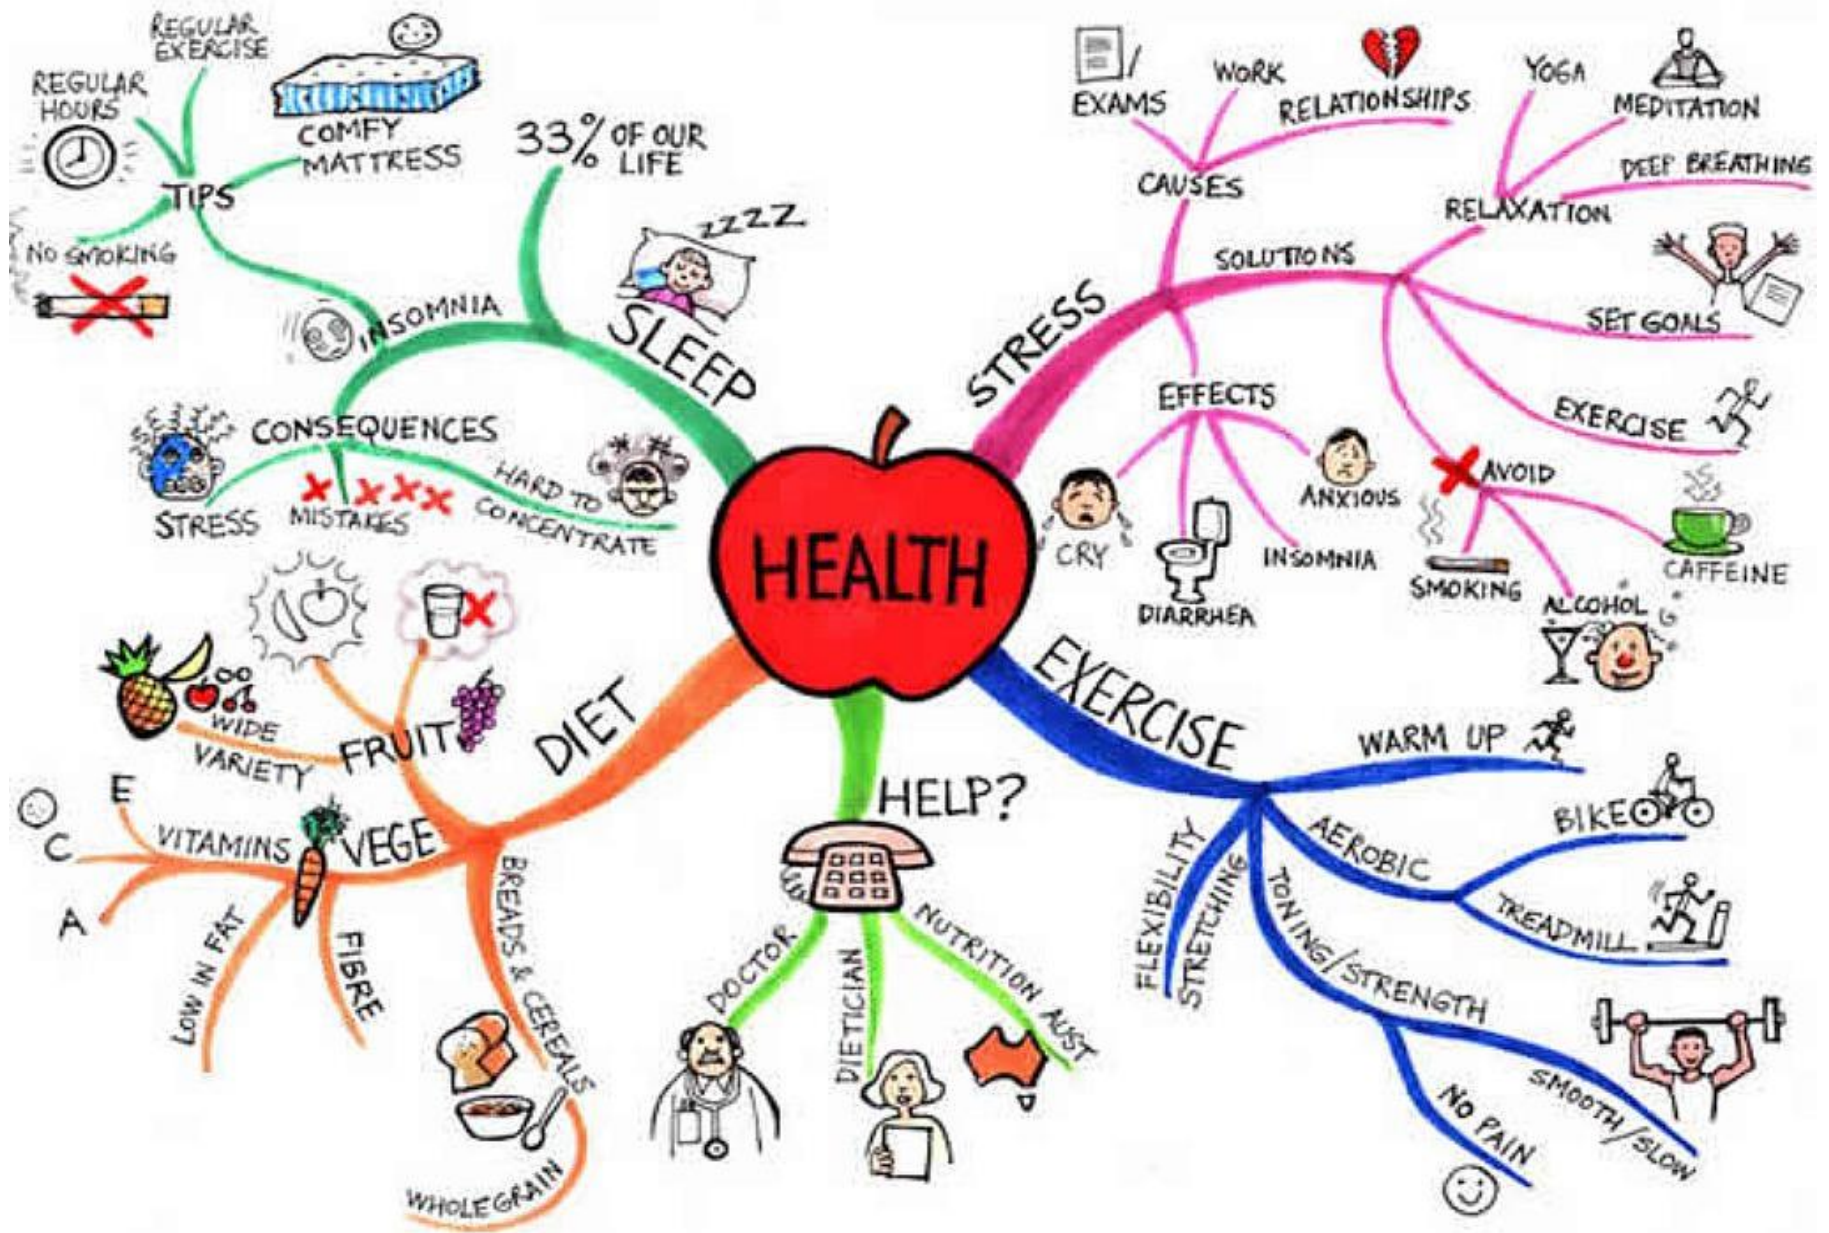 HEALTH
SLEEP
33% OF OUR
LIFE
ZZZZ
INSOMNIA
TIPS
REGULAR
HOURS
REGULAR
EXERCISE
COMFY
MATTRESS
NO SMOKING
CONSEQUENCES
STRESS
MISTAKES
HARD TO
CONCENTRATE
STRESS
CAUSES
EXAMS
WORK
RELATIONSHIPS
SOLUTIONS
RELAXATION
YOGA
MEDITATION
DEEP BREATHING
SET GOALS
EXERCISE
AVOID
SMOKING
ALCOHOL
CAFFEINE
EFFECTS
CRY
DIARRHEA
INSOMNIA
ANXIOUS
EXERCISE
WARM UP
AEROBIC
BIKE
TREADMILL
TONING/STRENGTH
SMOOTH/SLOW
NO PAIN
FLEXIBILITY
STRETCHING
HELP?
DOCTOR
DIETICIAN
NUTRITION AUST
DIET
FRUIT
WIDE
VARIETY
VEGE
VITAMINS
E
C
A
LOW IN FAT
FIBRE
BREADS & CEREALS
WHOLEGRAIN